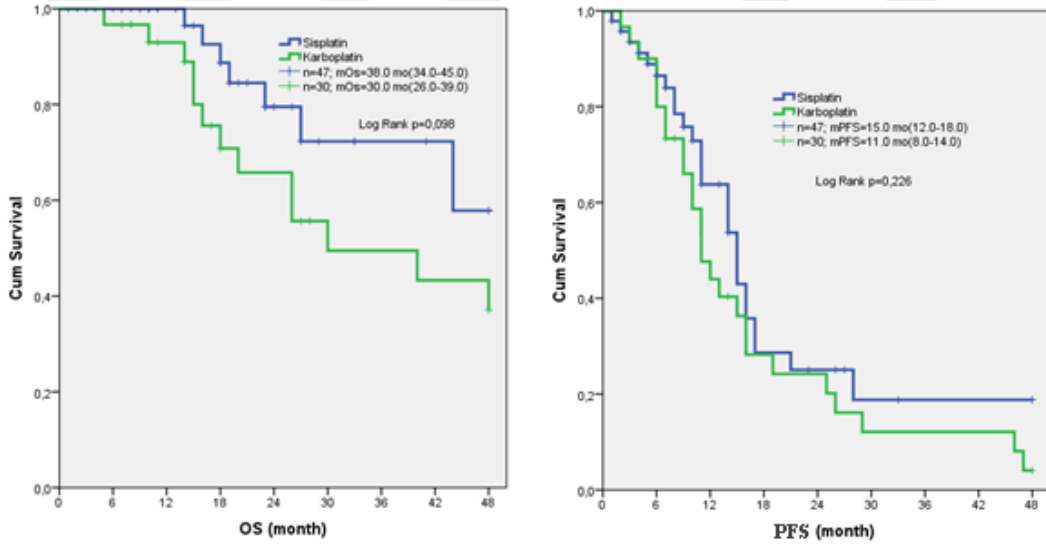 1,0
0,8
0,6
0,4
0,2
0,0
Cum Survival
Sisplatin
Karboplatin
n=47; mOs=38.0 mo(34.0-45.0)
n=30; mOs=30.0 mo(26.0-39.0)
Log Rank p=0,098
0 6 12 18 24 30 36 42 48
OS (month)
1,0
0,8
0,6
0,4
0,2
0,0
Cum Survival
Sisplatin
Karboplatin
n=47; mPFS=15.0 mo(12.0-18.0)
n=30; mPFS=11.0 mo(8.0-14.0)
Log Rank p=0,226
0 6 12 18 24 30 36 42 48
PFS (month)